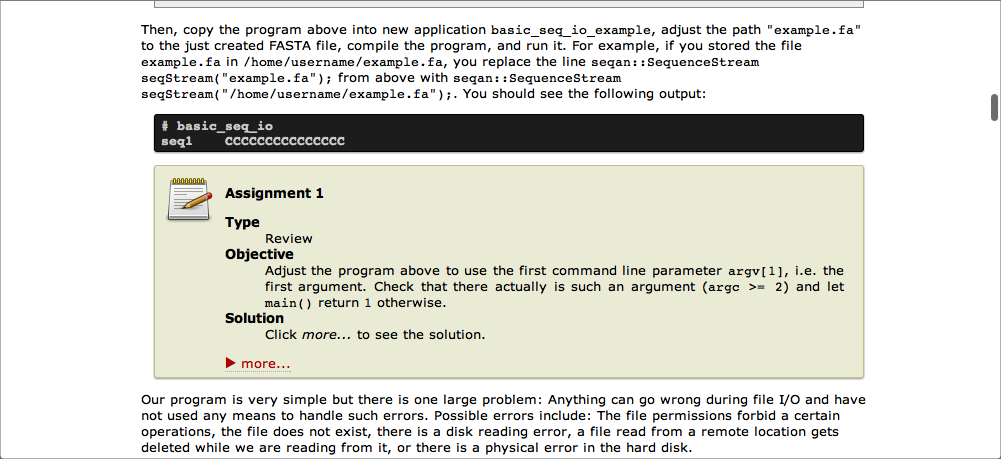 Then, copy the program above into new application basic_seq_io_example, adjust the path "example.fa"
to the just created FASTA file, compile the program, and run it. For example, if you stored the file
example.fa in /home/username/example.fa, you replace the line seqan::SequenceStream
seqStream("example.fa"); from above with seqan::SequenceStream
seqStream("/home/username/example.fa");. You should see the following output:
# basic_seq_io
seq1    CCCCCCCCCCCCCCC
Assignment 1
Type
Review
Objective
Adjust the program above to use the first command line parameter argv[1], i.e. the
first argument. Check that there actually is such an argument (argc >= 2) and let
main() return 1 otherwise.
Solution
Click more... to see the solution.
more...
Our program is very simple but there is one large problem: Anything can go wrong during file I/O and have
not used any means to handle such errors. Possible errors include: The file permissions forbid a certain
operations, the file does not exist, there is a disk reading error, a file read from a remote location gets
deleted while we are reading from it, or there is a physical error in the hard disk.